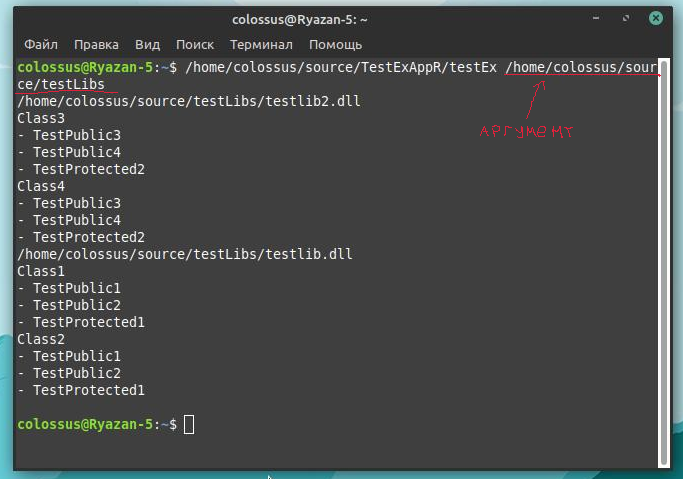 colossus@Ryazan-5: ~
Файл Правка Вид Поиск Терминал Помощь
colossus@Ryazan-5:~$ /home/colossus/source/TestExAppR/testEx /home/colossus/sour
ce/testLibs
/home/colossus/source/testLibs/testlib2.dll
Class3
- TestPublic3
- TestPublic4
- TestProtected2
Class4
- TestPublic3
- TestPublic4
- TestProtected2
/home/colossus/source/testLibs/testlib.dll
Class1
- TestPublic1
- TestPublic2
- TestProtected1
Class2
- TestPublic1
- TestPublic2
- TestProtected1
colossus@Ryazan-5:~$
АРГУМЕНТ